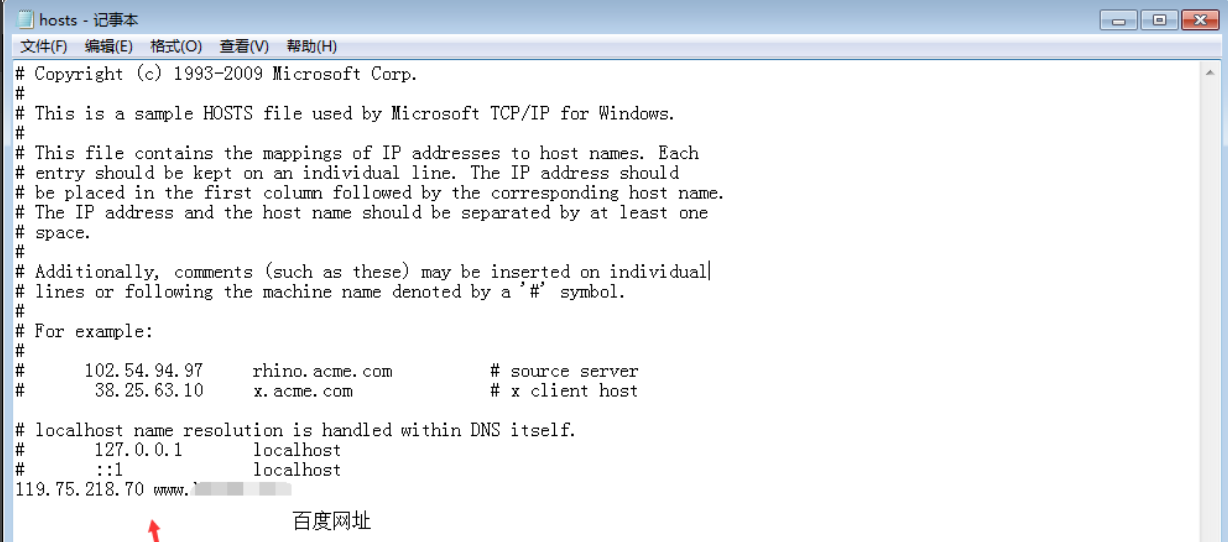 hosts - 记事本
文件(F) 编辑(E) 格式(O) 查看(V) 帮助(H)
# Copyright (c) 1993-2009 Microsoft Corp.
#
# This is a sample HOSTS file used by Microsoft TCP/IP for Windows.
#
# This file contains the mappings of IP addresses to host names. Each
# entry should be kept on an individual line. The IP address should
# be placed in the first column followed by the corresponding host name.
# The IP address and the host name should be separated by at least one
# space.
#
# Additionally, comments (such as these) may be inserted on individual
# lines or following the machine name denoted by a '#' symbol.
#
# For example:
#
#      102.54.94.97     rhino.acme.com          # source server
#       38.25.63.10     x.acme.com              # x client host

# localhost name resolution is handled within DNS itself.
#       127.0.0.1       localhost
#       ::1             localhost
119.75.218.70 www.
百度网址